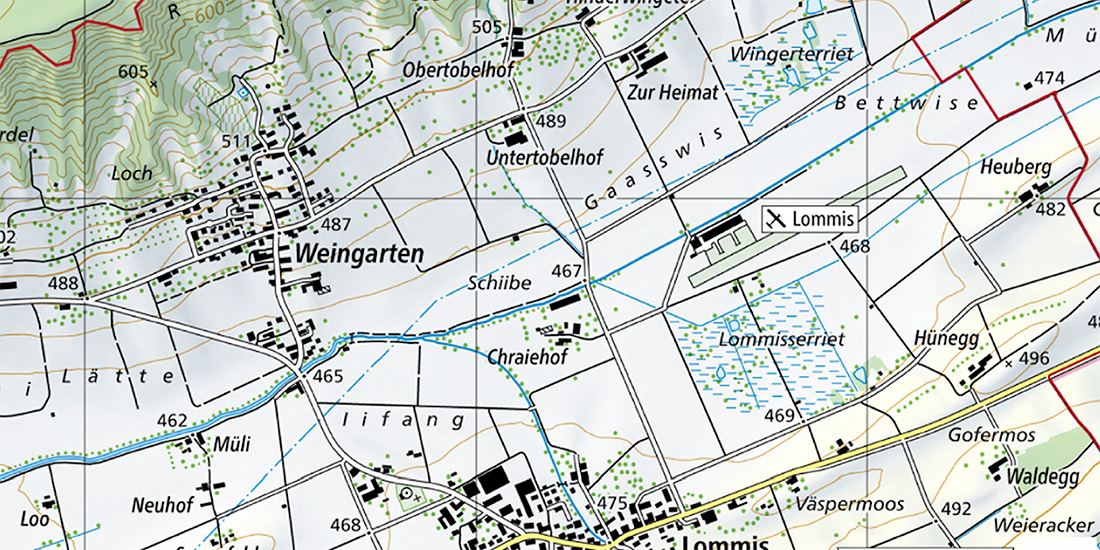 R
600
505
Obertobelhof
Wingerterriet
M ü
605
Zur Heimat
474
Bettwise
489
511
Untertobelhof
Gaaswis
Loch
Heuberg
482
487
Lommis
468
Weingarten
467
Schiibe
488
Lommisserriet
Hünegg
Chraiehof
496
Lätte
465
469
462
Iifang
Müli
Gofermos
Waldegg
Neuhof
475
Väspermoos
492
Loo
468
Weieracker
Lommis